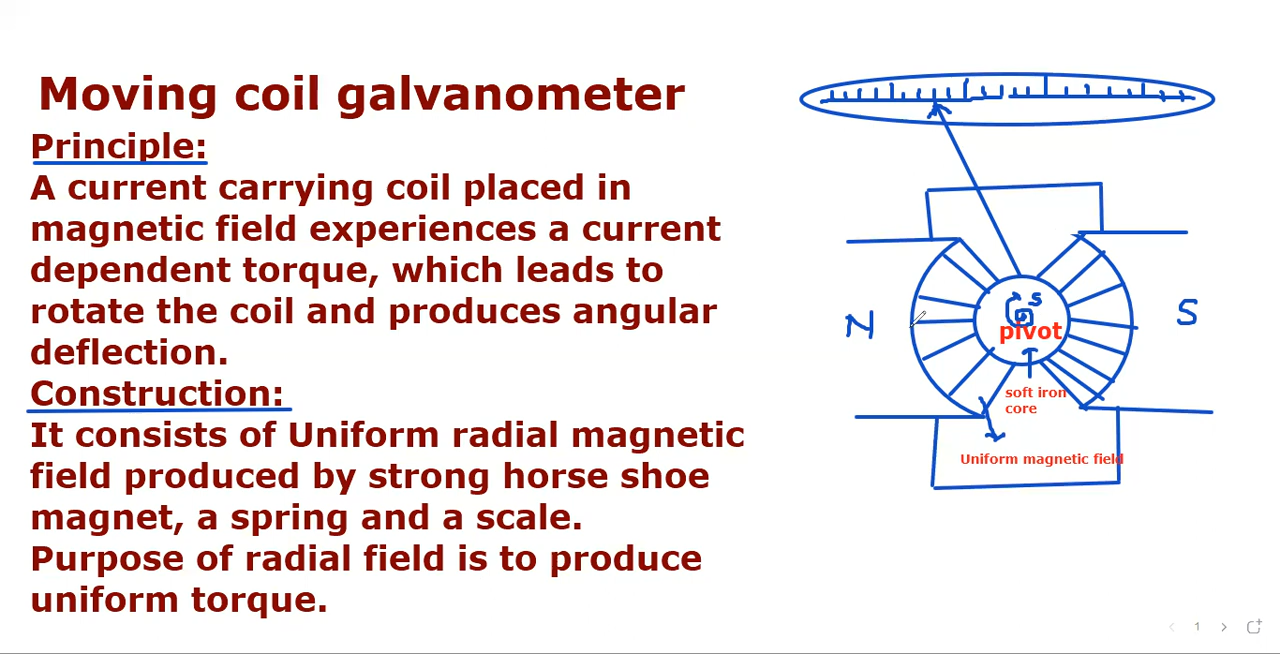 Moving coil galvanometer
Principle:
A current carrying coil placed in
magnetic field experiences a current
dependent torque, which leads to
rotate the coil and produces angular
deflection.
Construction:
It consists of Uniform radial magnetic
field produced by strong horse shoe
magnet, a spring and a scale.
Purpose of radial field is to produce
uniform torque.
N
S
S
pivot
soft iron
core
Uniform magnetic field
1